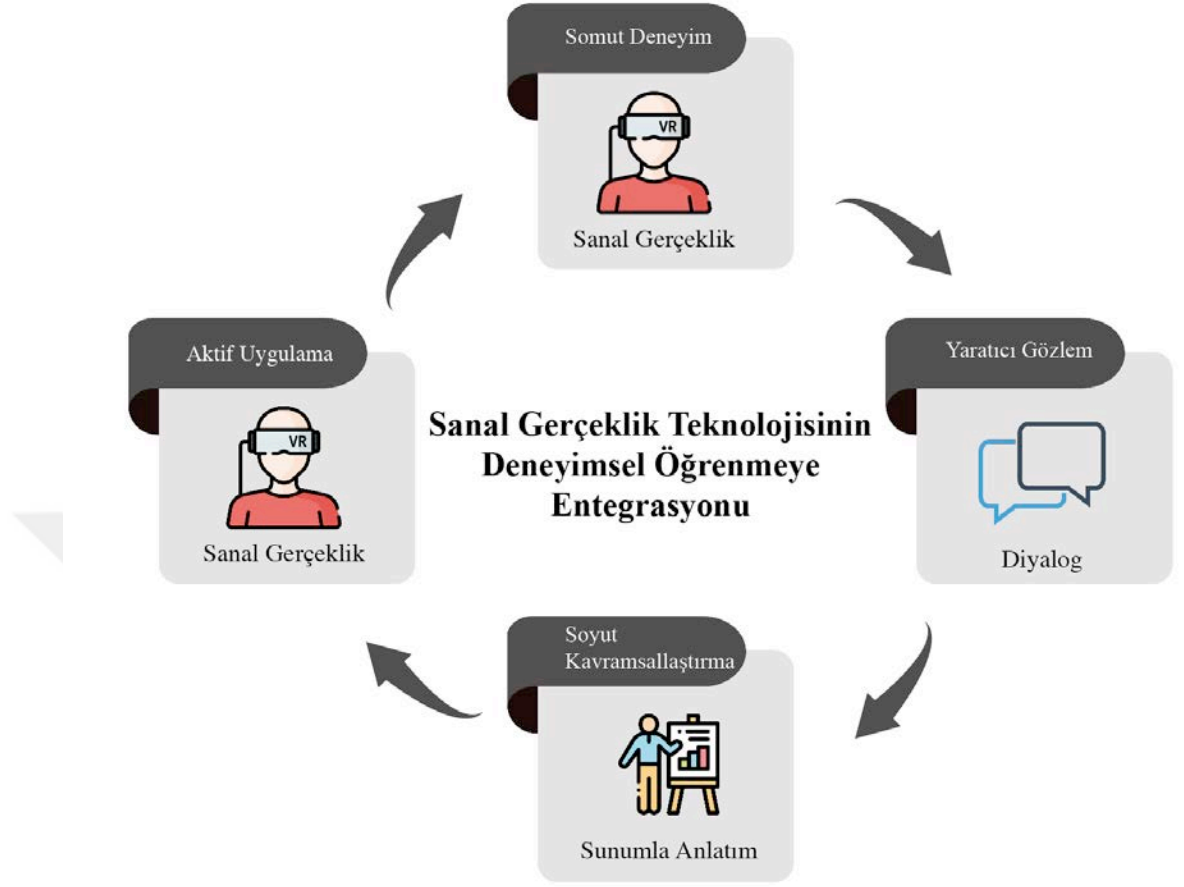 Somut Deneyim
VR
Sanal Gerçeklik
Aktif Uygulama
VR
Sanal Gerçeklik
Sanal Gerçeklik Teknolojisinin
Deneyimsel Öğrenmeye
Entegrasyonu
Yaratıcı Gözlem
Diyalog
Soyut
Kavramsallaştırma
Sunumla Anlatım